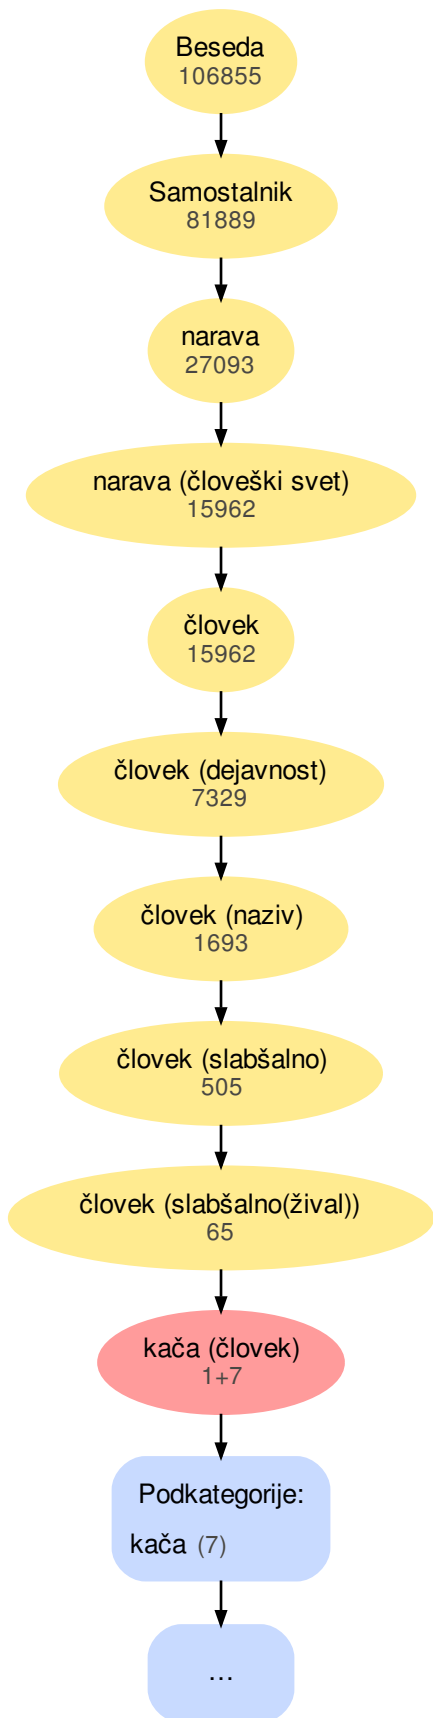 Beseda
106855
Samostalnik
81889
narava
27093
narava (človeški svet)
15962
človek
15962
človek (dejavnost)
7329
človek (naziv)
1693
človek (slabšalno)
505
človek (slabšalno(žival))
65
kača (človek)
1+7
Podkategorije:
kača (7)
...